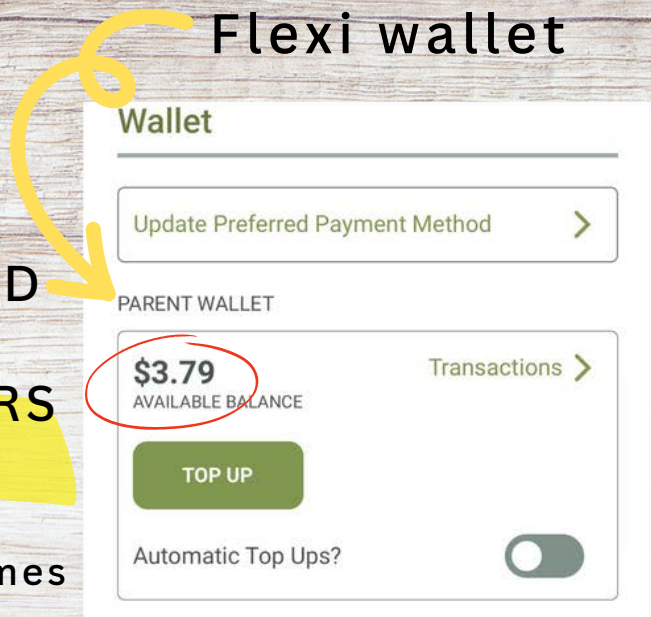 Flexi wallet
Wallet
Update Preferred Payment Method
D
PARENT WALLET
$3.79
Transactions
AVAILABLE BALANCE
RS
TOP UP
Automatic Top Ups?
mes